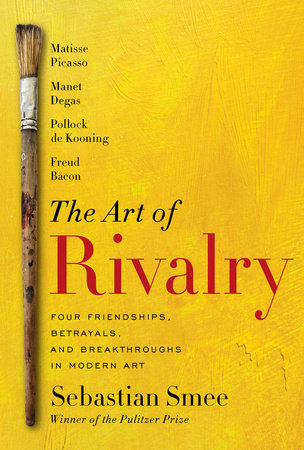 Matisse
Picasso
Manet
Degas
Pollock
de Kooning
Freud
Bacon
The Art of
Rivalry
FOUR FRIENDSHIPS,
BETRAYALS,
AND BREAKTHROUGHS
IN MODERN ART
Sebastian Smee
Winner of the Pulitzer Prize